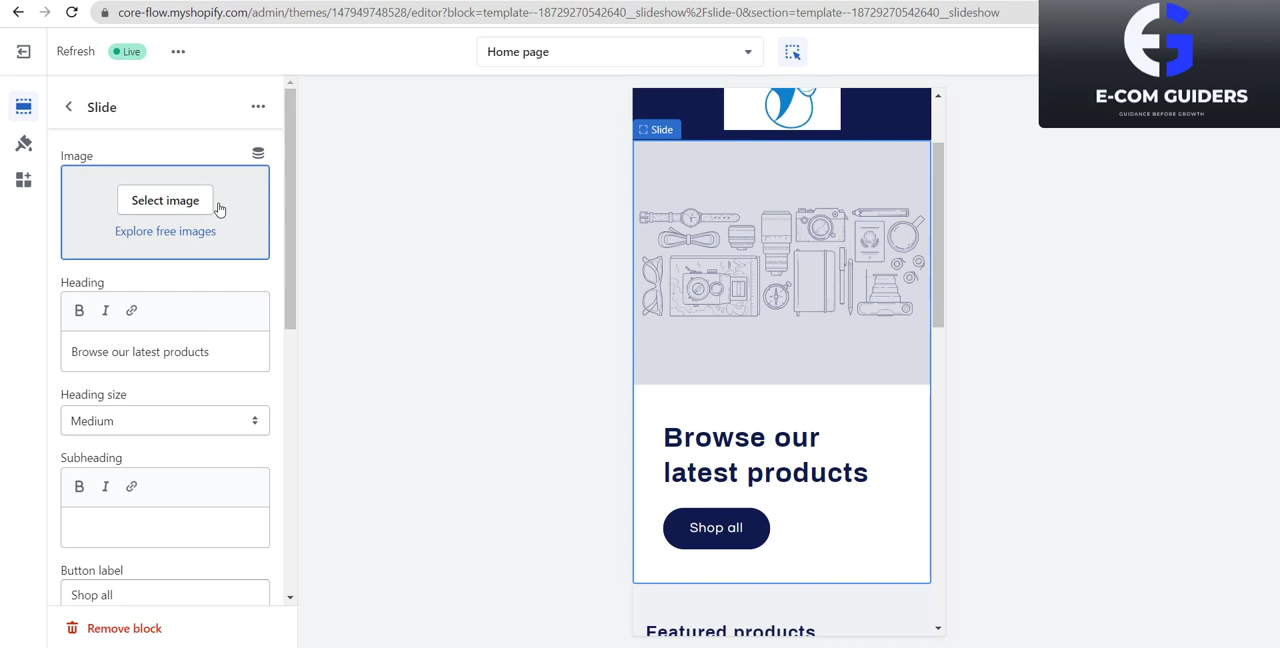 core-flow.myshopify.com/admin/themes/147949748528/editor?block=template--18729270542640__slideshow%2Fslide-0&section=template--18729270542640__slideshow
Refresh
Live
Home page
E-COM GUIDERS
GUIDANCE BEFORE GROWTH
Slide
Image
Select image
Explore free images
Heading
B I
Browse our latest products
Heading size
Medium
Subheading
B I
Button label
Shop all
Remove block
Slide
Browse our
latest products
Shop all
Featured products